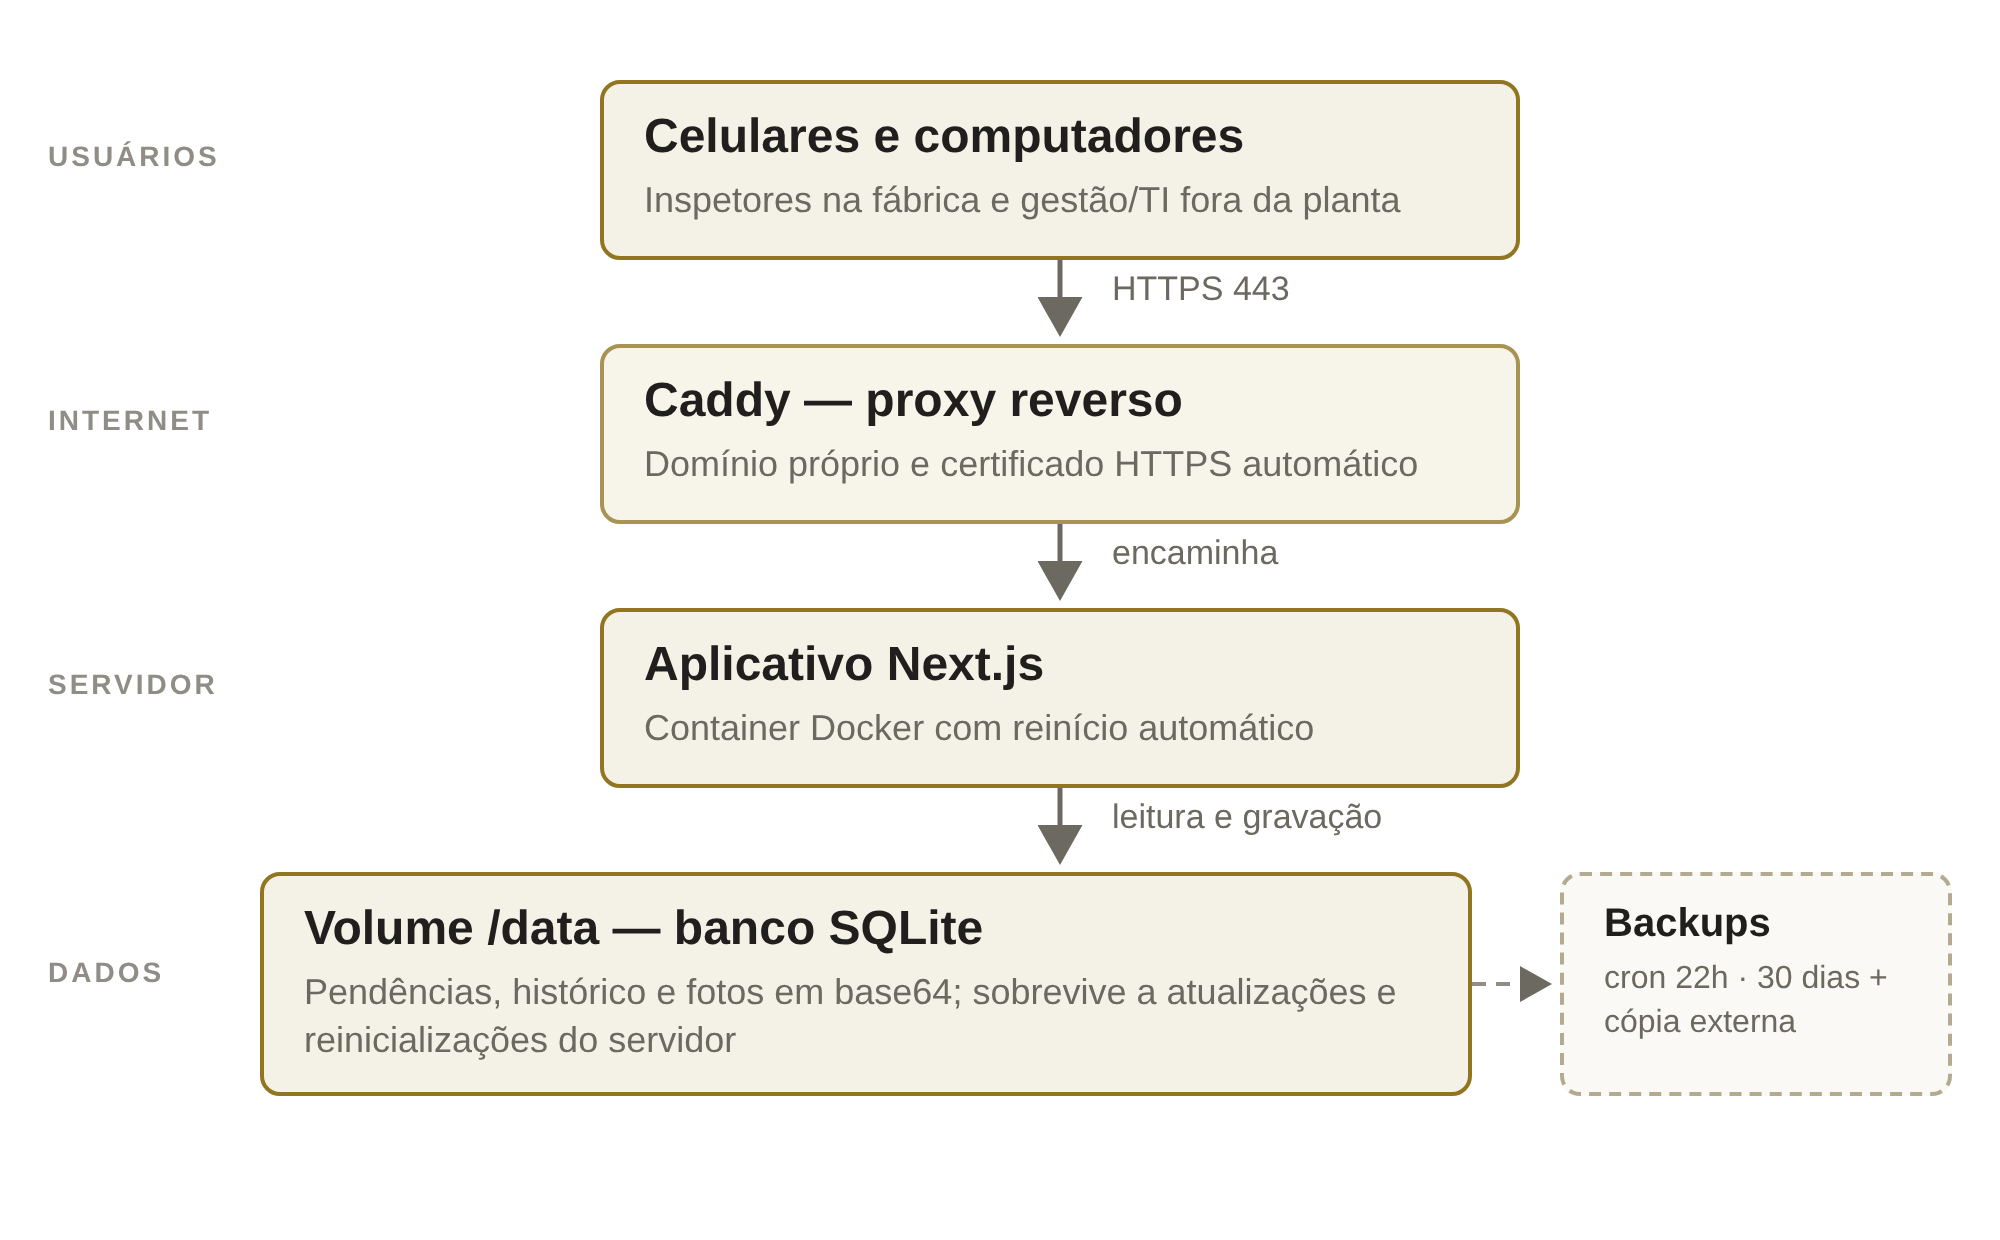 USUÁRIOS
Celulares e computadores
Inspetores na fábrica e gestão/TI fora da planta
HTTPS 443
INTERNET
Caddy — proxy reverso
Domínio próprio e certificado HTTPS automático
encaminha
SERVIDOR
Aplicativo Next.js
Container Docker com reinício automático
leitura e gravação
DADOS
Volume /data — banco SQLite
Pendências, histórico e fotos em base64; sobrevive a atualizações e
reinicializações do servidor
Backups
cron 22h · 30 dias +
cópia externa